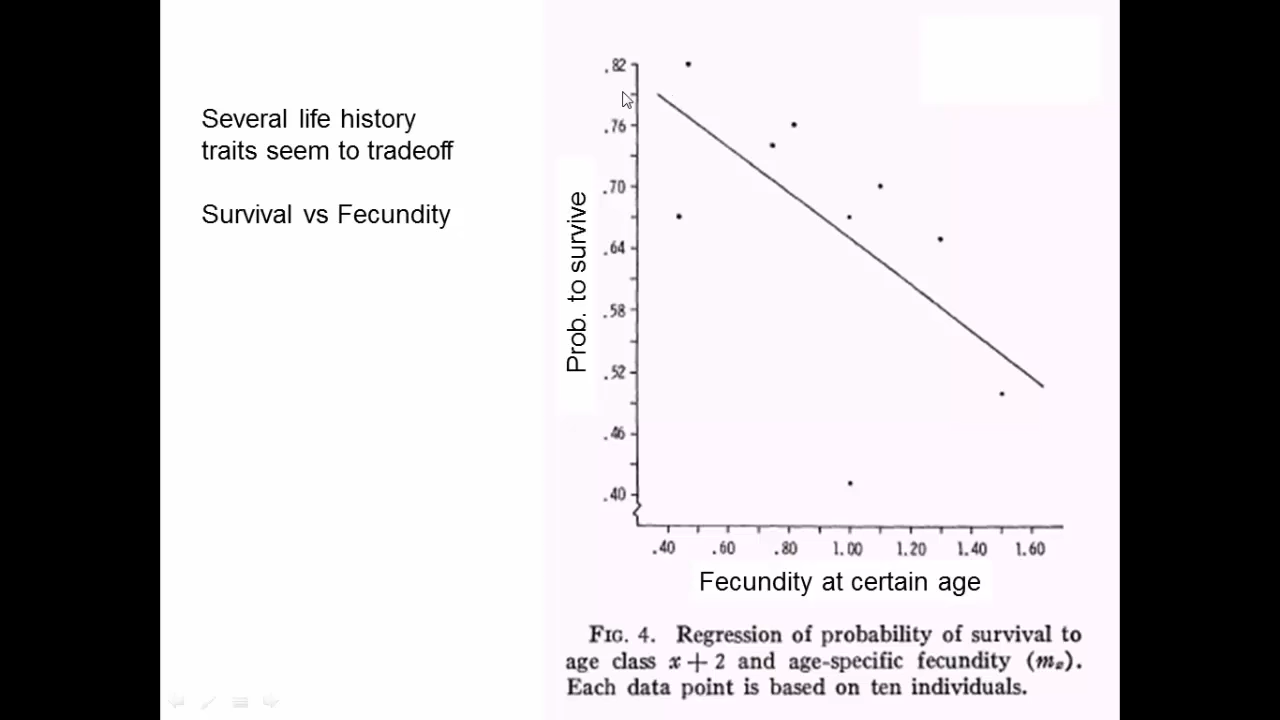 Several life history
traits seem to tradeoff
Survival vs Fecundity
Prob. to survive
.82
.76
.70
.64
.58
.52
.46
.40
.40 .60 .80 1.00 1.20 1.40 1.60
Fecundity at certain age
FIG. 4. Regression of probability of survival to
age class x + 2 and age-specific fecundity (mₓ).
Each data point is based on ten individuals.